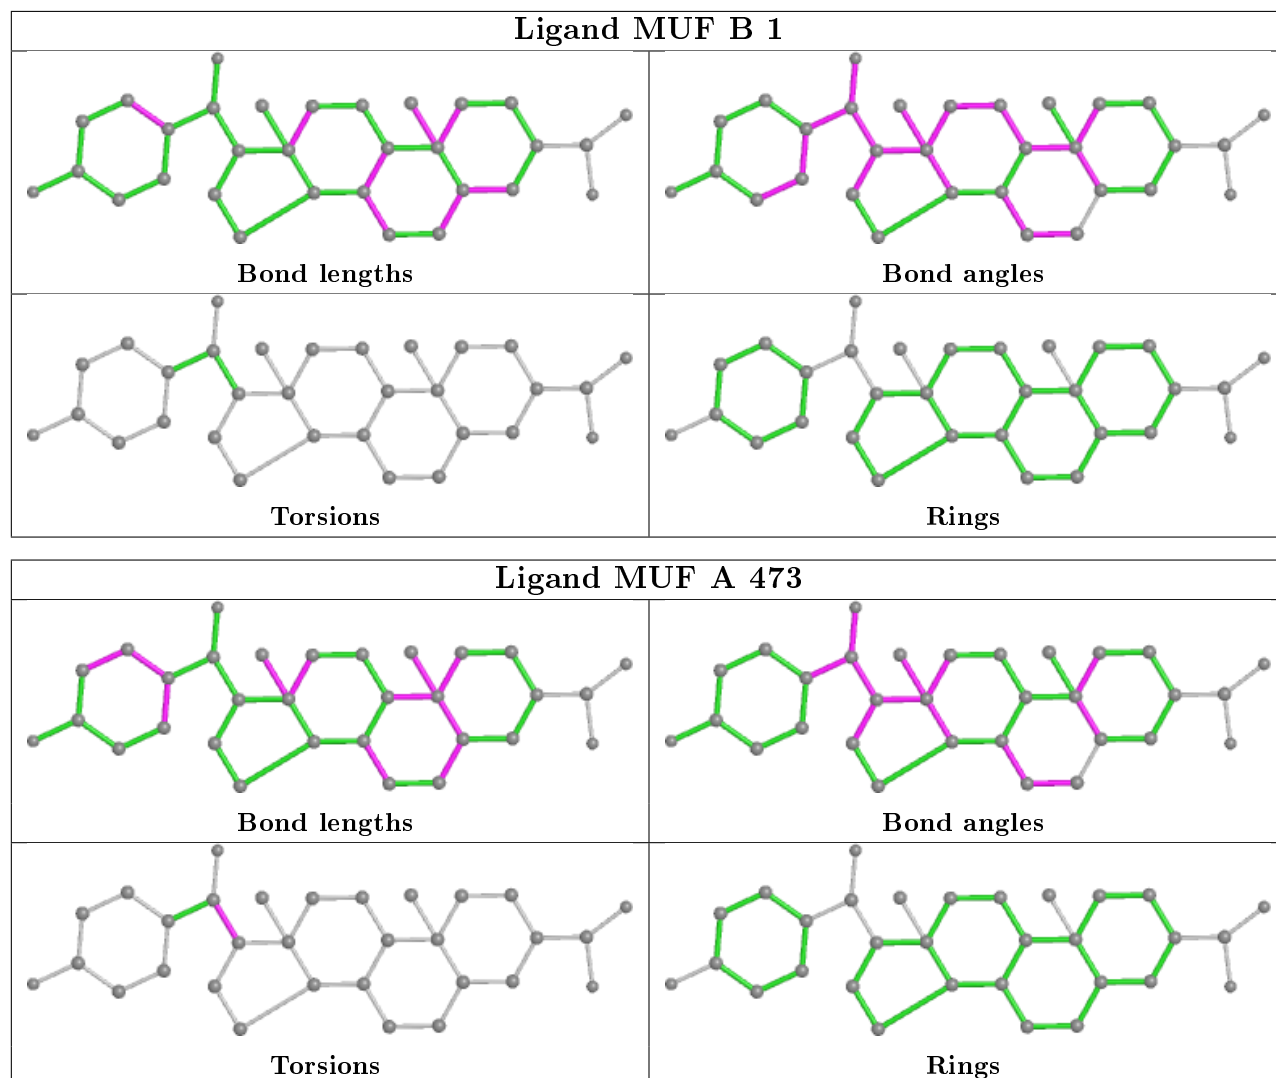 Ligand MUF B 1
Bond lengths
Bond angles
Torsions
Rings
Ligand MUF A 473
Bond lengths
Bond angles
Torsions
Rings